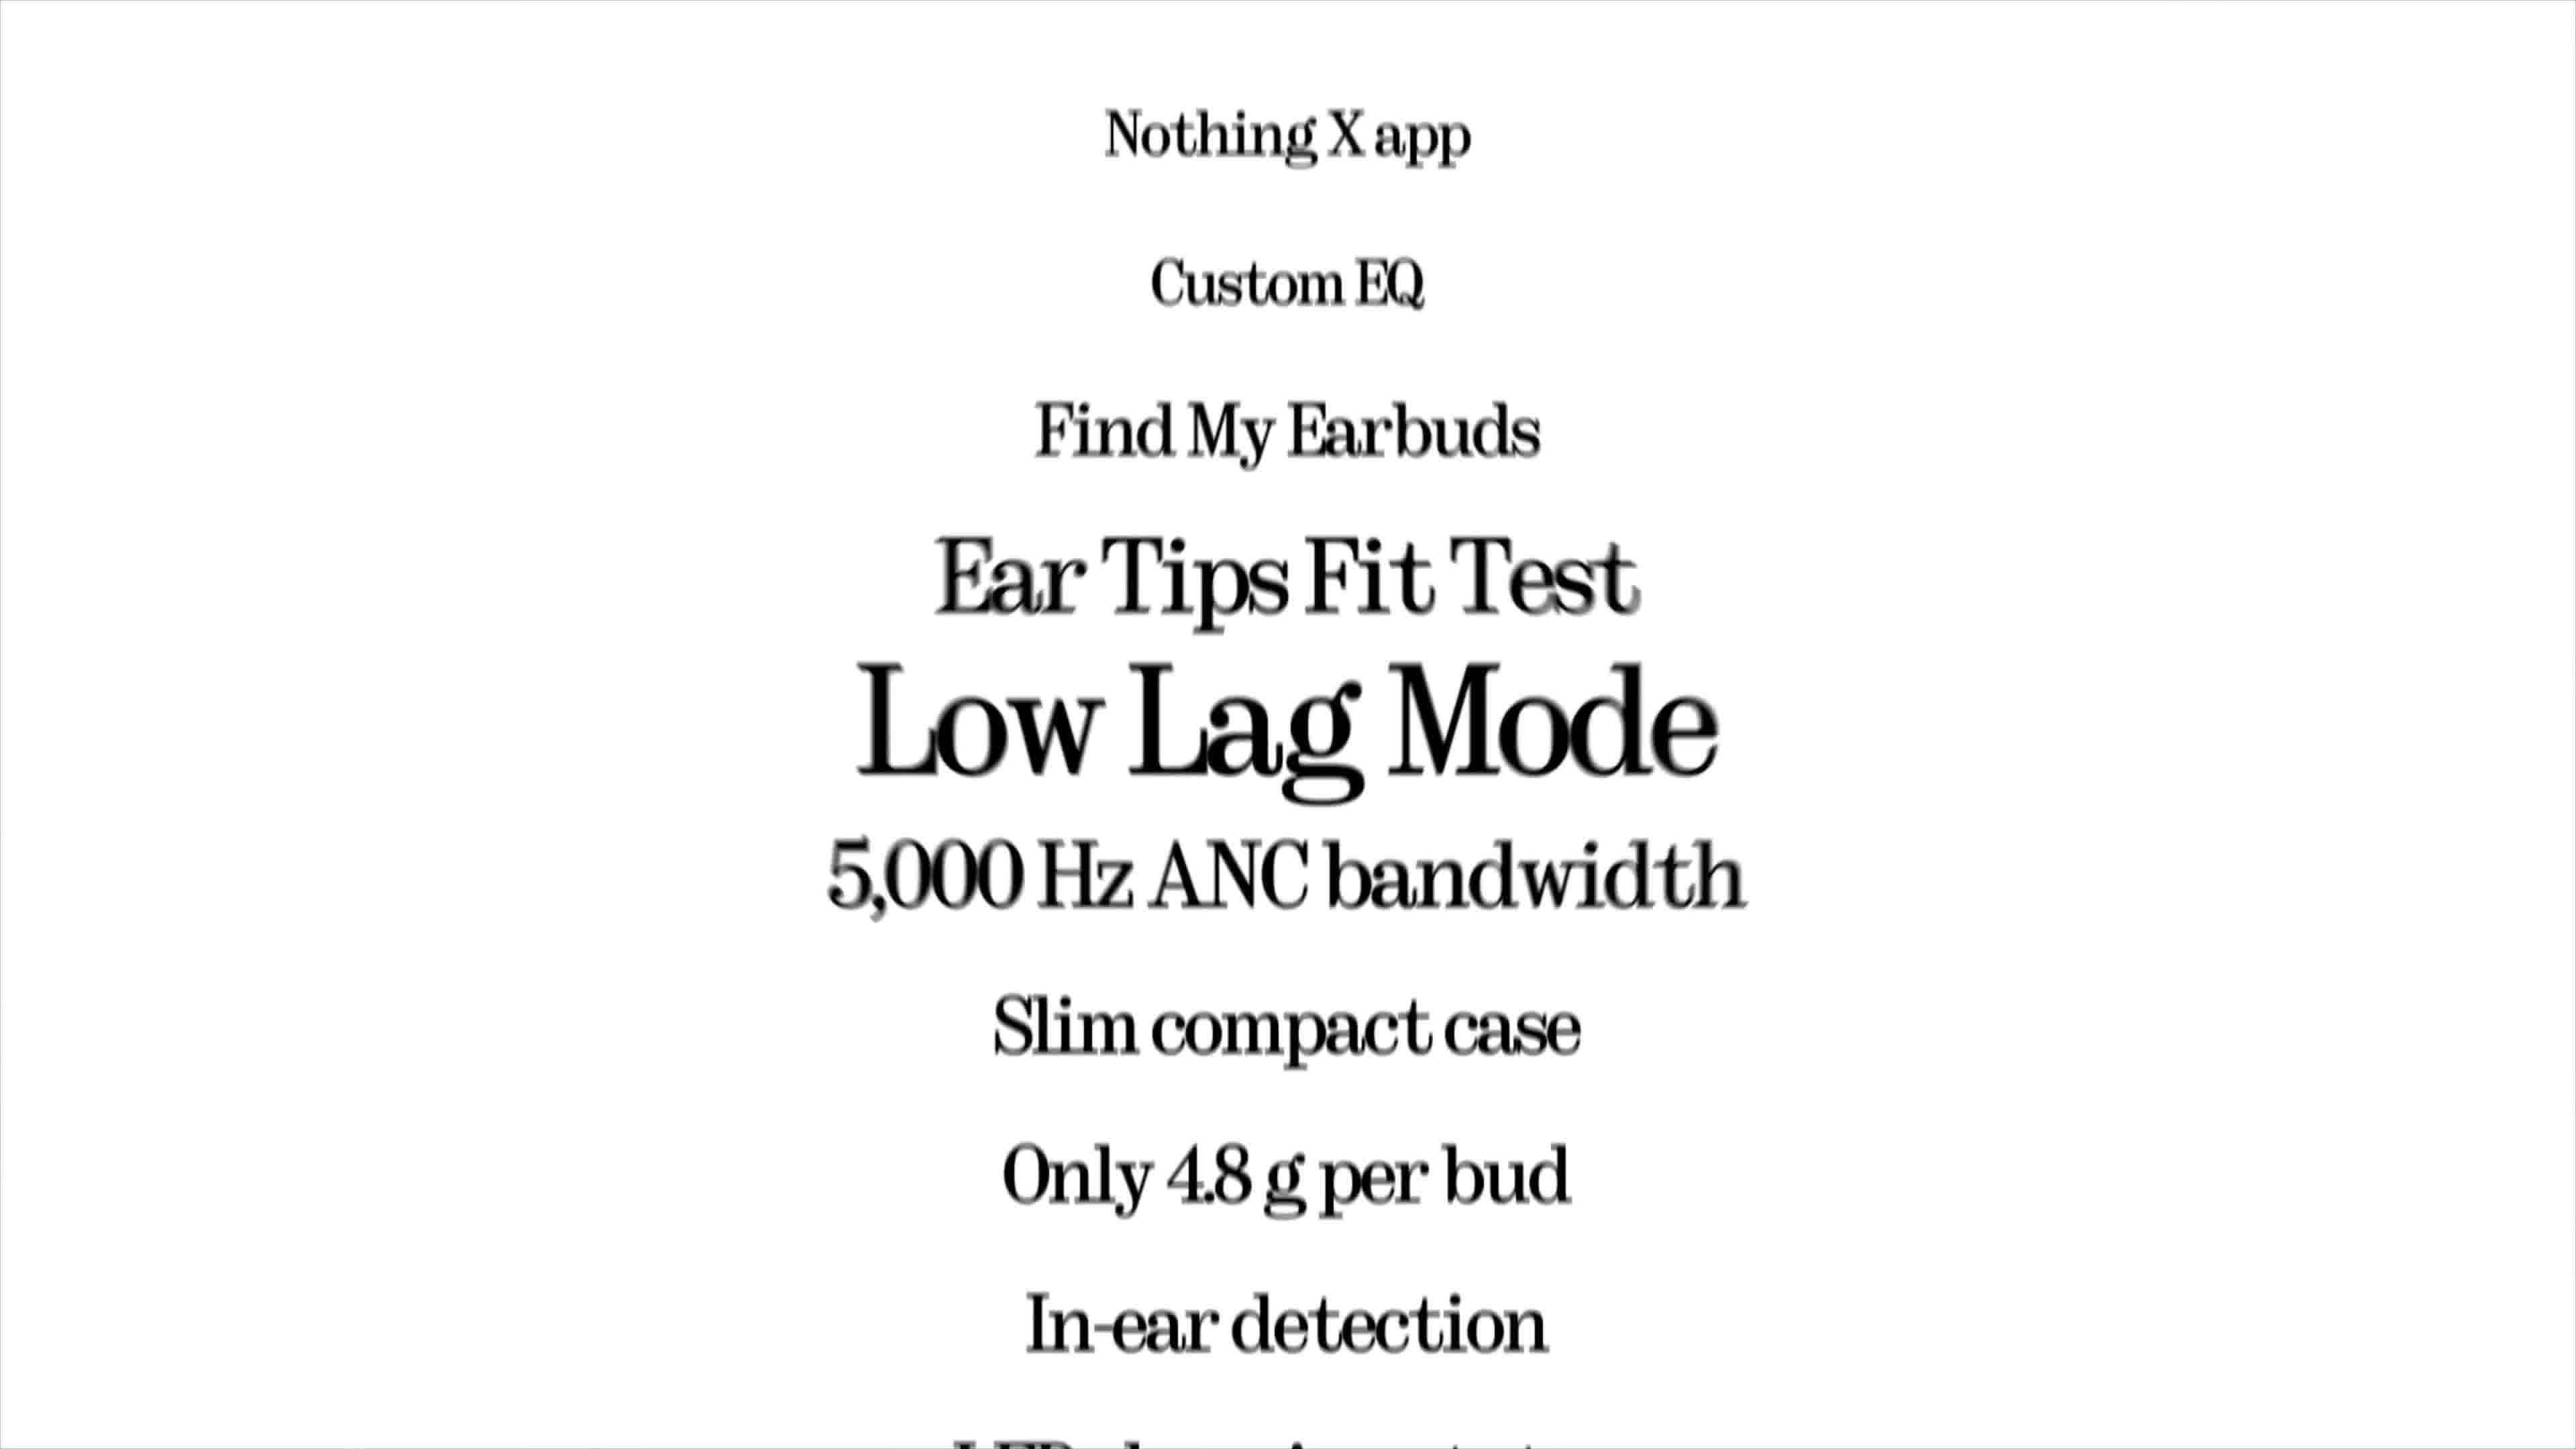 Nothing X app
Custom EQ
Find My Earbuds
Ear Tips Fit Test
Low Lag Mode
5,000 Hz ANC bandwidth
Slim compact case
Only 4.8 g per bud
In-ear detection